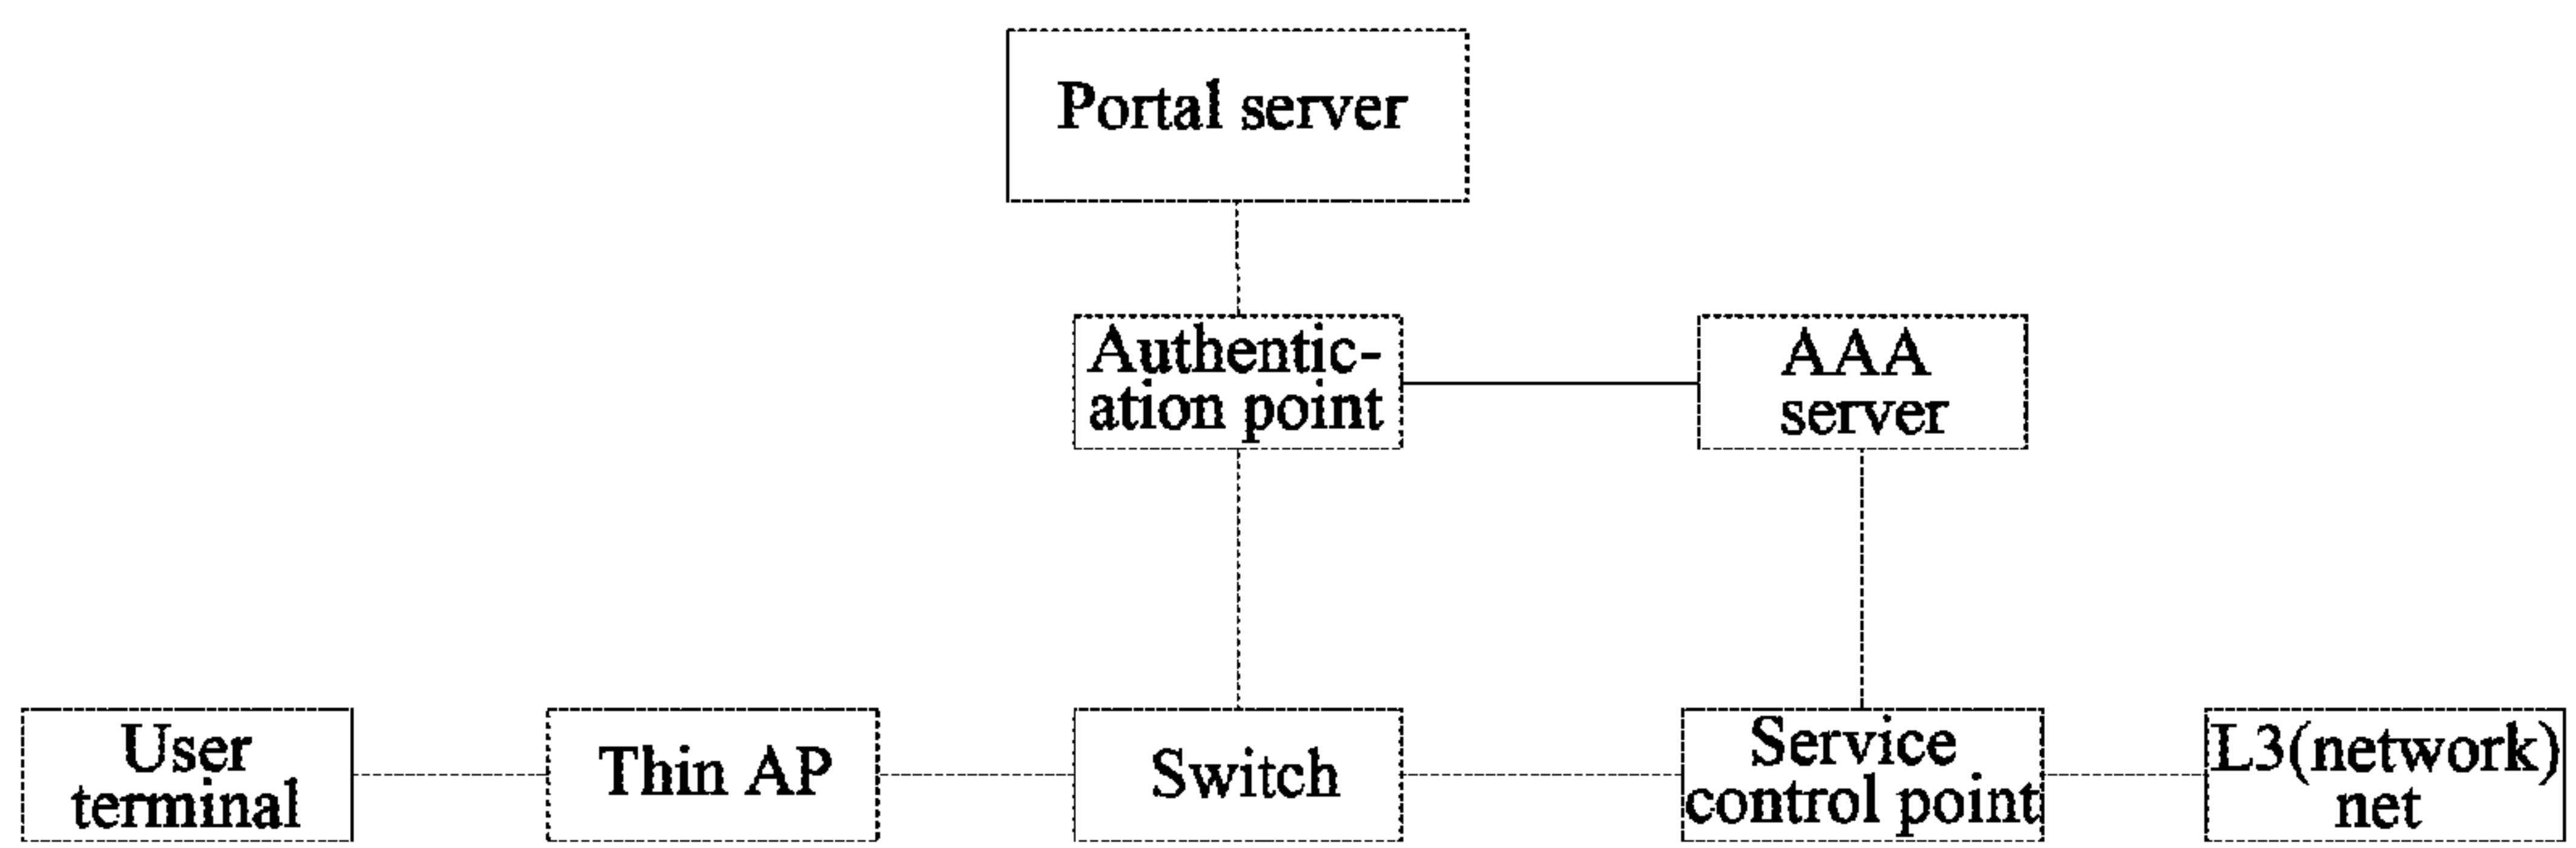 Portal server
Authentic-
ation point
AAA
server
User
terminal
Thin AP
Switch
Service
control point
L3(network)
net